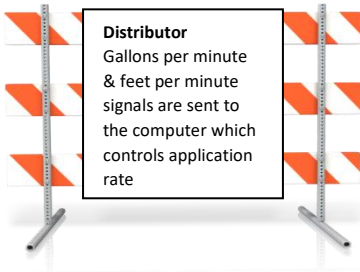 Distributor
Gallons per minute
& feet per minute
signals are sent to
the computer which
controls application
rate